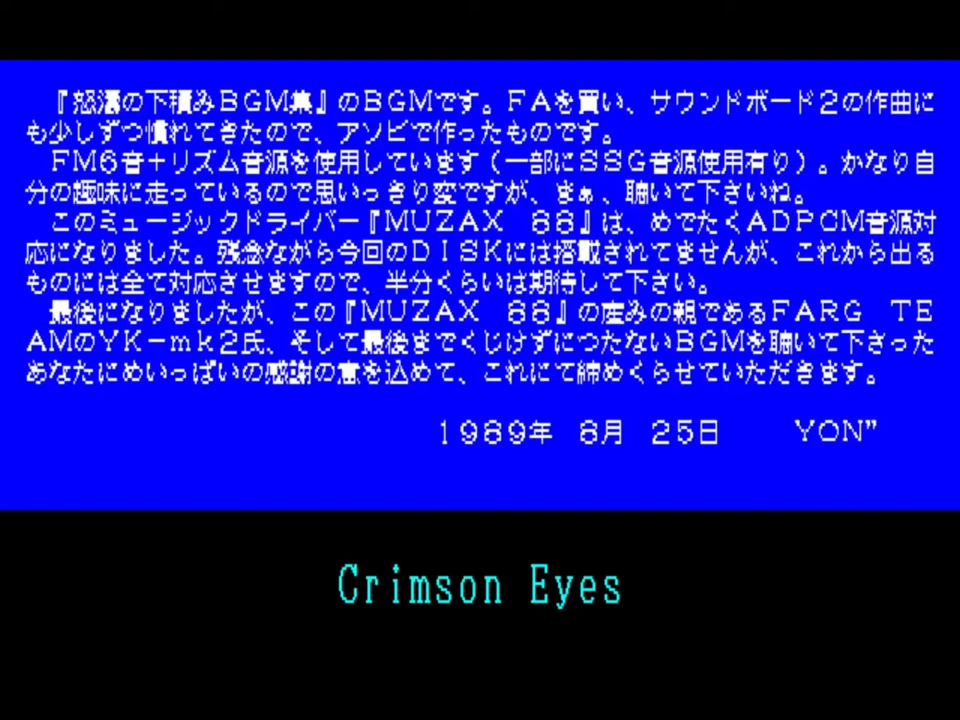 『怒濤の下積みBGM集』のBGMです。FAを買い、サウンドボード2の作曲に
も少しずつ慣れてきたので、アソビで作ったものです。
FM6音+リズム音源を使用しています(一部にSSG音源使用有り)。かなり自
分の趣味に走っているので思いっきり変ですが、まぁ、聴いて下さいね。
このミュージックドライバー『MUZAX 88』は、めでたくADPCM音源対
応になりました。残念ながら今回のDISKには搭載されてませんが、これから出る
ものには全て対応させますので、半分くらいは期待して下さい。
最後になりましたが、この『MUZAX 88』の産みの親であるFARG TE
AMのYK-mk2氏、そして最後までくじけずにつたないBGMを聴いて下さった
あなたにめいっぱいの感謝の意を込めて、これにて締めくくらせていただきます。
1989年 8月 25日 YON"
Crimson Eyes